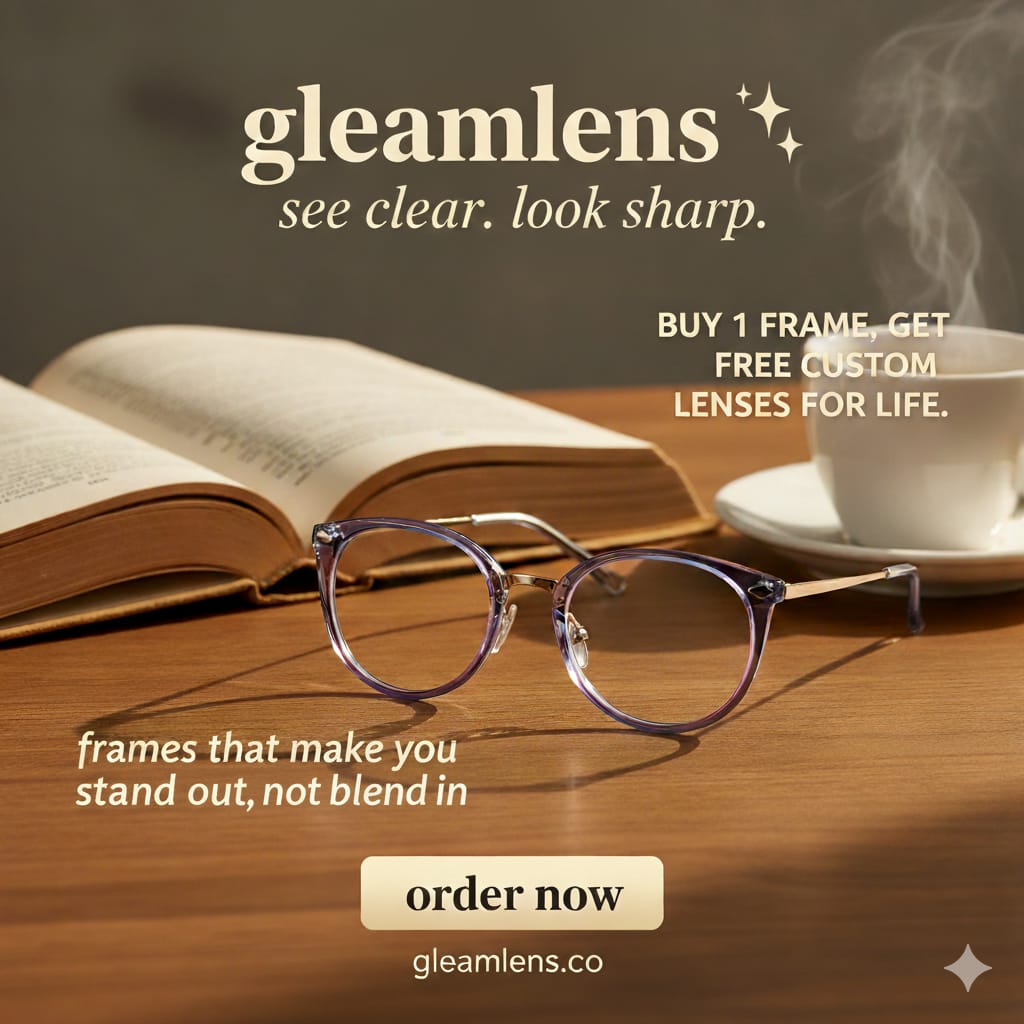 gleamlens
see clear. look sharp.
BUY 1 FRAME, GET
FREE CUSTOM
LENSES FOR LIFE.
frames that make you
stand out, not blend in
order now
gleamlens.co